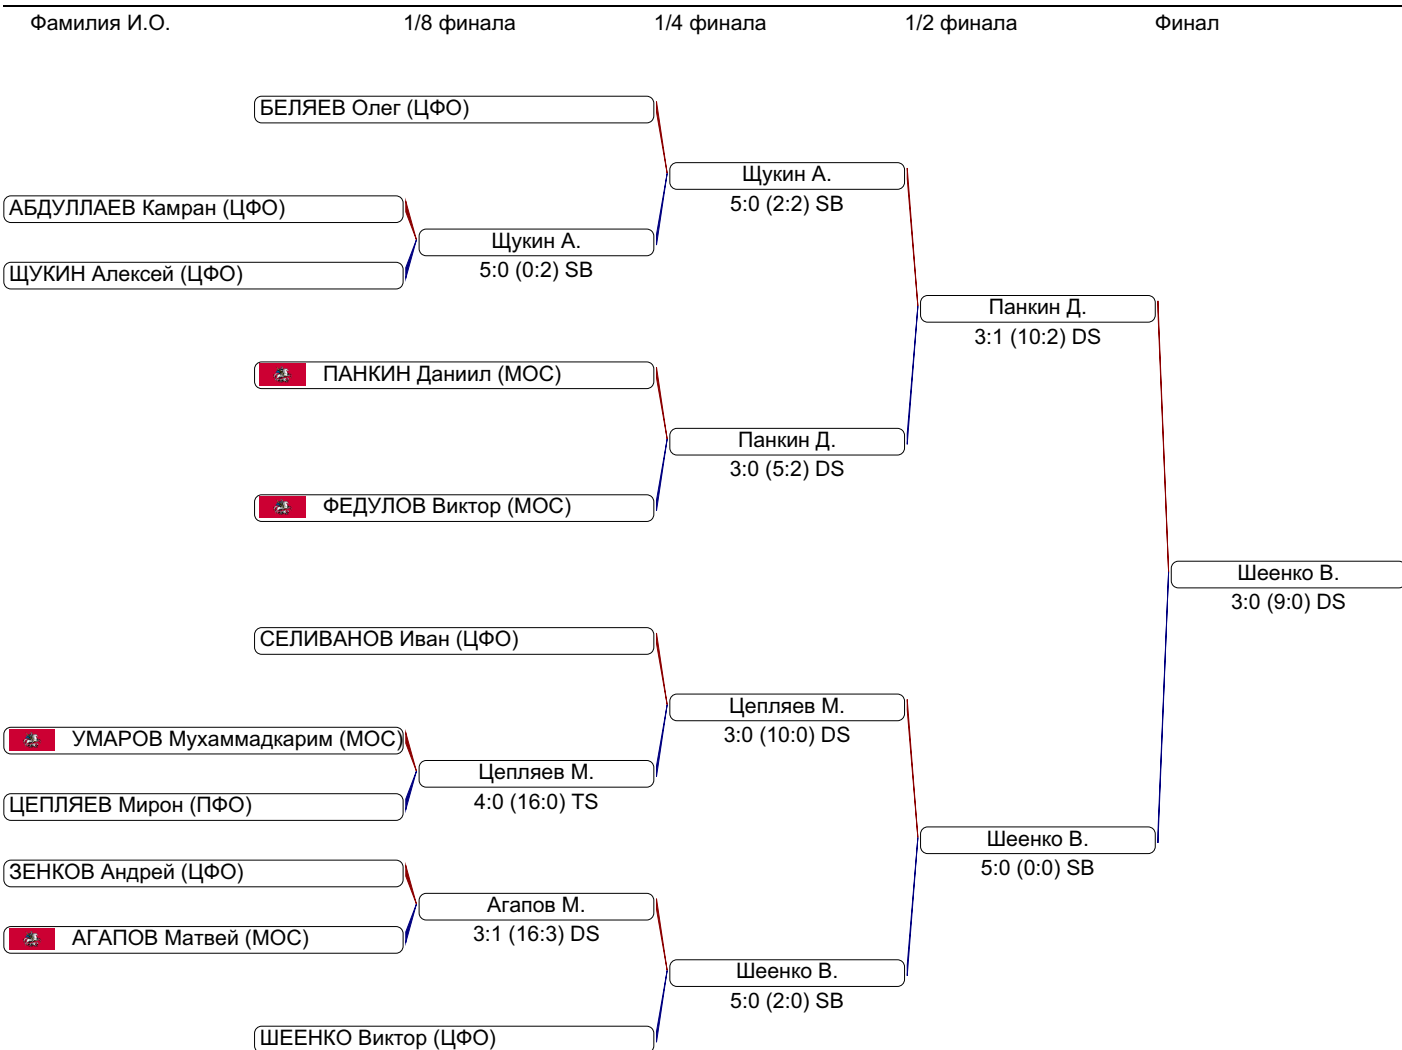 Фамилия И.О. 1/8 финала 1/4 финала 1/2 финала Финал
БЕЛЯЕВ Олег (ЦФО)
Щукин А.
5:0 (2:2) SB
АБДУЛЛАЕВ Камран (ЦФО)
Щукин А.
5:0 (0:2) SB
ЩУКИН Алексей (ЦФО)
Панкин Д.
3:1 (10:2) DS
ПАНКИН Даниил (МОС)
Панкин Д.
3:0 (5:2) DS
ФЕДУЛОВ Виктор (МОС)
Шеенко В.
3:0 (9:0) DS
СЕЛИВАНОВ Иван (ЦФО)
Цепляев М.
3:0 (10:0) DS
УМАРОВ Мухаммадкарим (МОС)
Цепляев М.
4:0 (16:0) TS
ЦЕПЛЯЕВ Мирон (ПФО)
Шеенко В.
5:0 (0:0) SB
ЗЕНКОВ Андрей (ЦФО)
Агапов М.
3:1 (16:3) DS
АГАПОВ Матвей (МОС)
Шеенко В.
5:0 (2:0) SB
ШЕЕНКО Виктор (ЦФО)